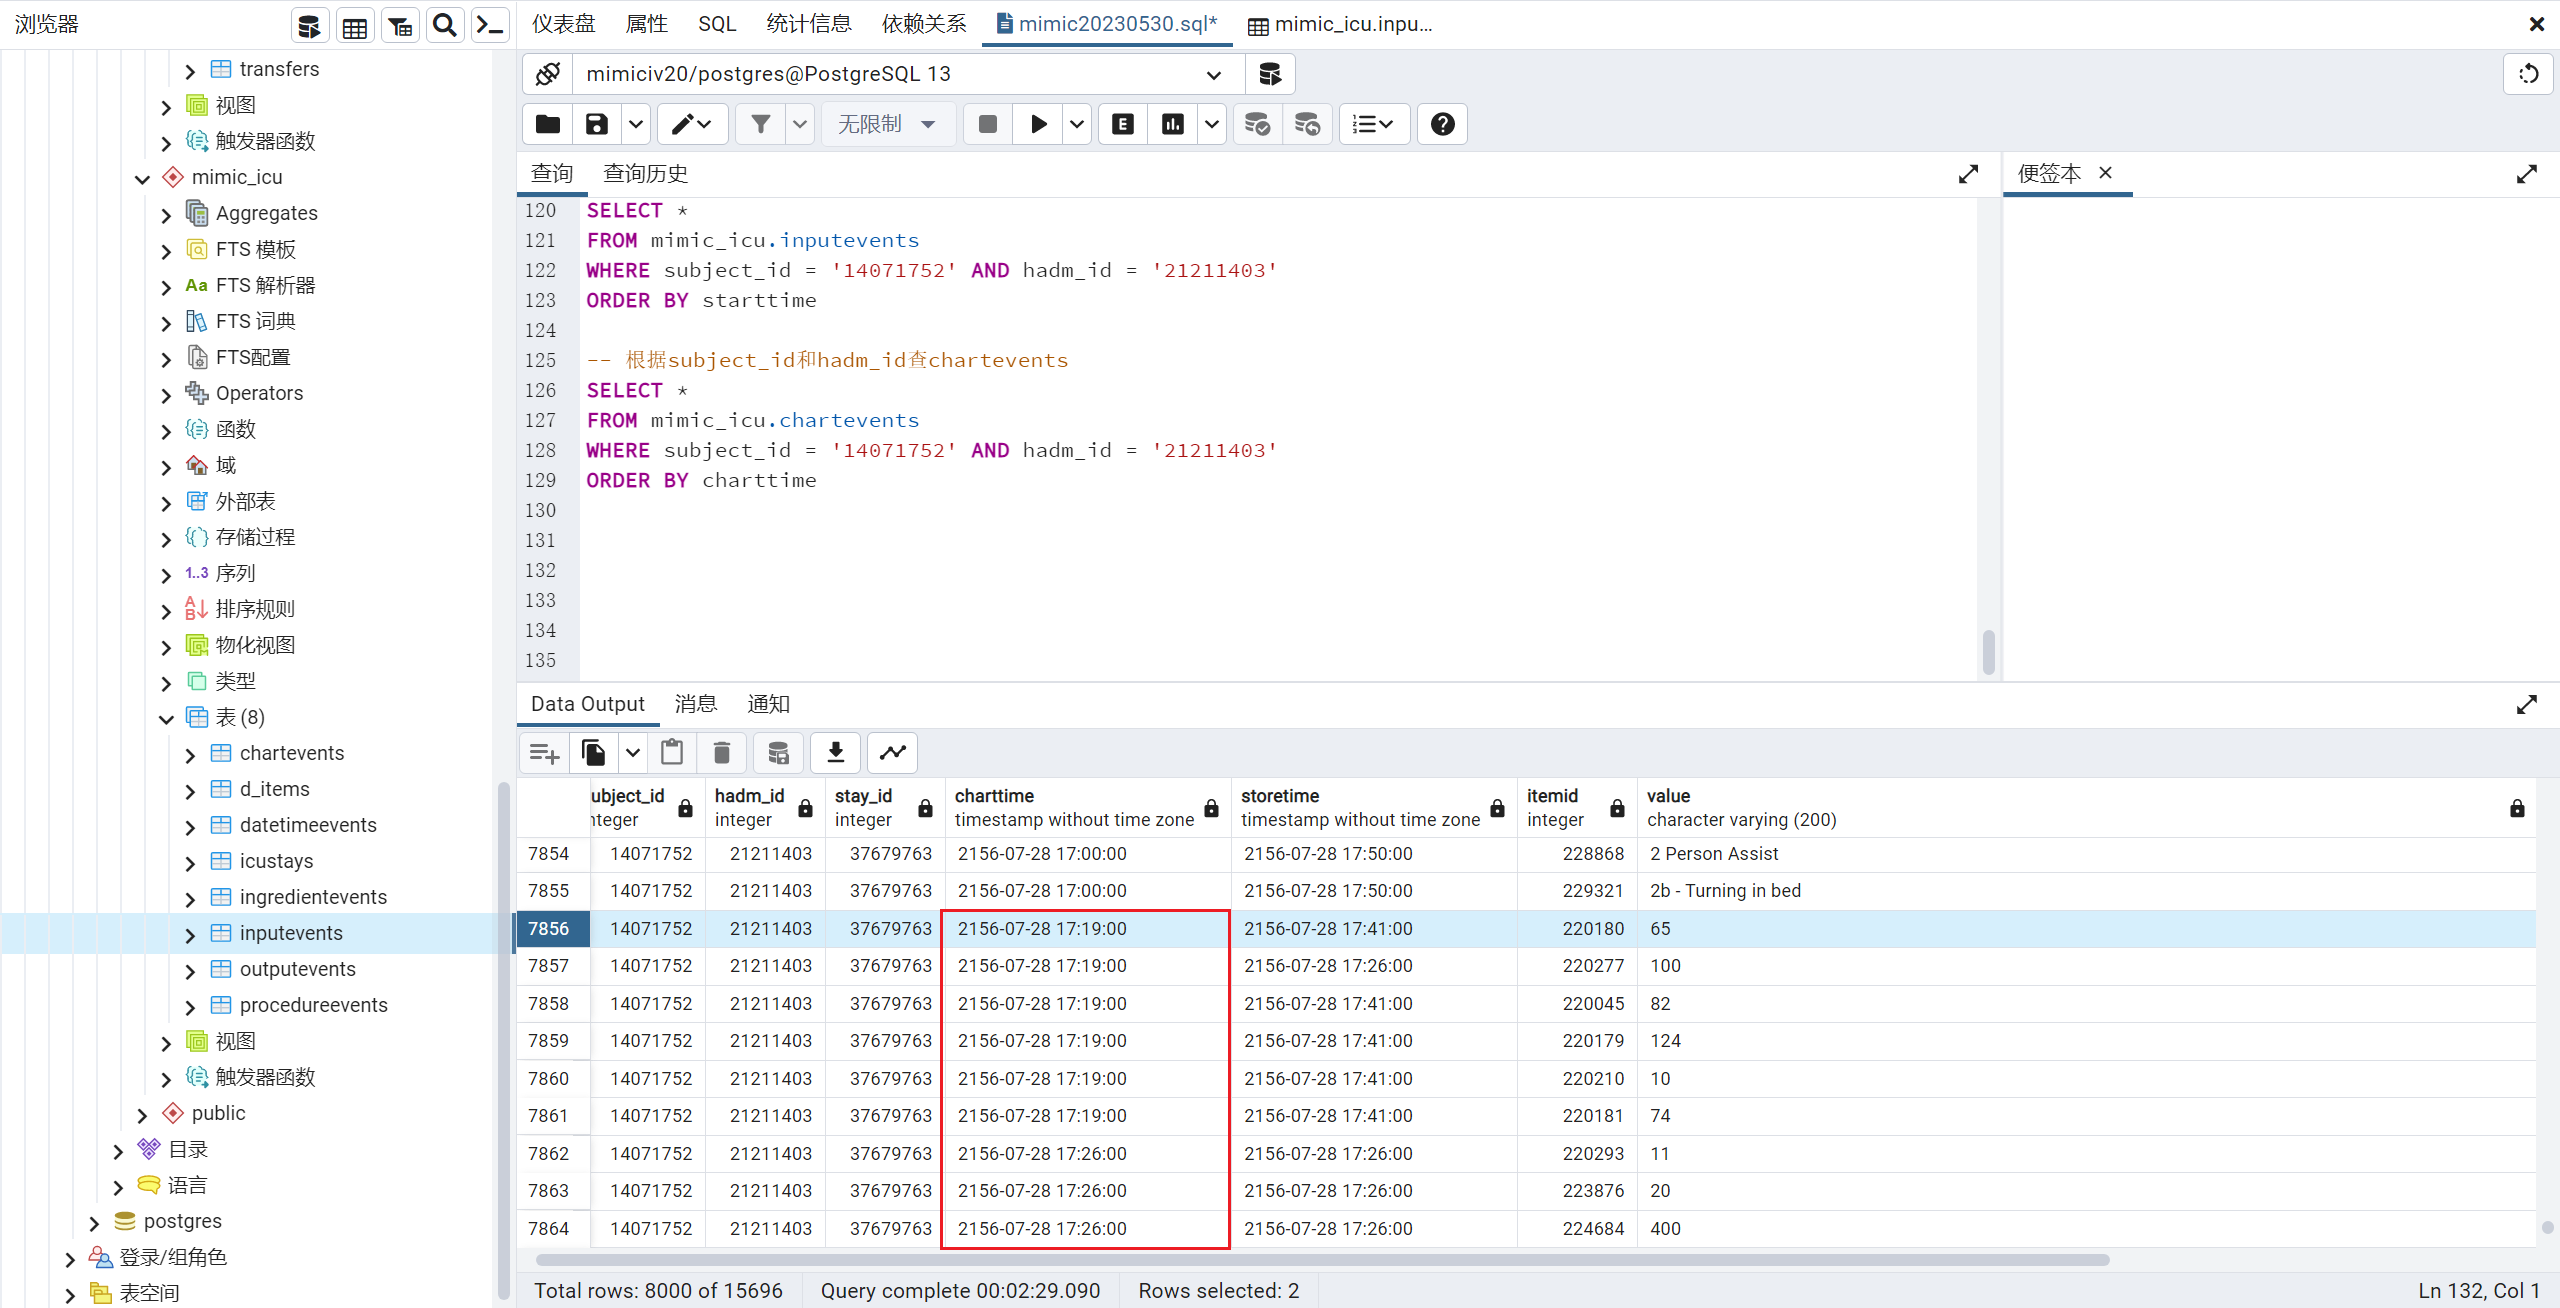 浏览器
仪表盘 属性 SQL 统计信息 依赖关系 mimic20230530.sql* mimic_icu.inpu...
mimiciv20/postgres@PostgreSQL 13
无限制
E
查询 查询历史
便签本
transfers
视图
触发器函数
mimic_icu
Aggregates
FTS 模板
Aa FTS 解析器
FTS 词典
FTS配置
Operators
函数
域
外部表
存储过程
1..3 序列
排序规则
物化视图
类型
表 (8)
chartevents
d_items
datetimeevents
icustays
ingredientevents
inputevents
outputevents
procedureevents
视图
触发器函数
public
目录
语言
postgres
登录/组角色
表空间
120 SELECT *
121 FROM mimic_icu.inputevents
122 WHERE subject_id = '14071752' AND hadm_id = '21211403'
123 ORDER BY starttime
124
125 -- 根据subject_id和hadm_id查chartevents
126 SELECT *
127 FROM mimic_icu.chartevents
128 WHERE subject_id = '14071752' AND hadm_id = '21211403'
129 ORDER BY charttime
130
131
132
133
134
135
Data Output 消息 通知
ubject_id hadm_id stay_id charttime storetime itemid value
nteger integer integer timestamp without time zone timestamp without time zone integer character varying (200)
7854 14071752 21211403 37679763 2156-07-28 17:00:00 2156-07-28 17:50:00 228868 2 Person Assist
7855 14071752 21211403 37679763 2156-07-28 17:00:00 2156-07-28 17:50:00 229321 2b - Turning in bed
7856 14071752 21211403 37679763 2156-07-28 17:19:00 2156-07-28 17:41:00 220180 65
7857 14071752 21211403 37679763 2156-07-28 17:19:00 2156-07-28 17:26:00 220277 100
7858 14071752 21211403 37679763 2156-07-28 17:19:00 2156-07-28 17:41:00 220045 82
7859 14071752 21211403 37679763 2156-07-28 17:19:00 2156-07-28 17:41:00 220179 124
7860 14071752 21211403 37679763 2156-07-28 17:19:00 2156-07-28 17:41:00 220210 10
7861 14071752 21211403 37679763 2156-07-28 17:19:00 2156-07-28 17:41:00 220181 74
7862 14071752 21211403 37679763 2156-07-28 17:26:00 2156-07-28 17:26:00 220293 11
7863 14071752 21211403 37679763 2156-07-28 17:26:00 2156-07-28 17:26:00 223876 20
7864 14071752 21211403 37679763 2156-07-28 17:26:00 2156-07-28 17:26:00 224684 400
Total rows: 8000 of 15696 Query complete 00:02:29.090 Rows selected: 2 Ln 132, Col 1